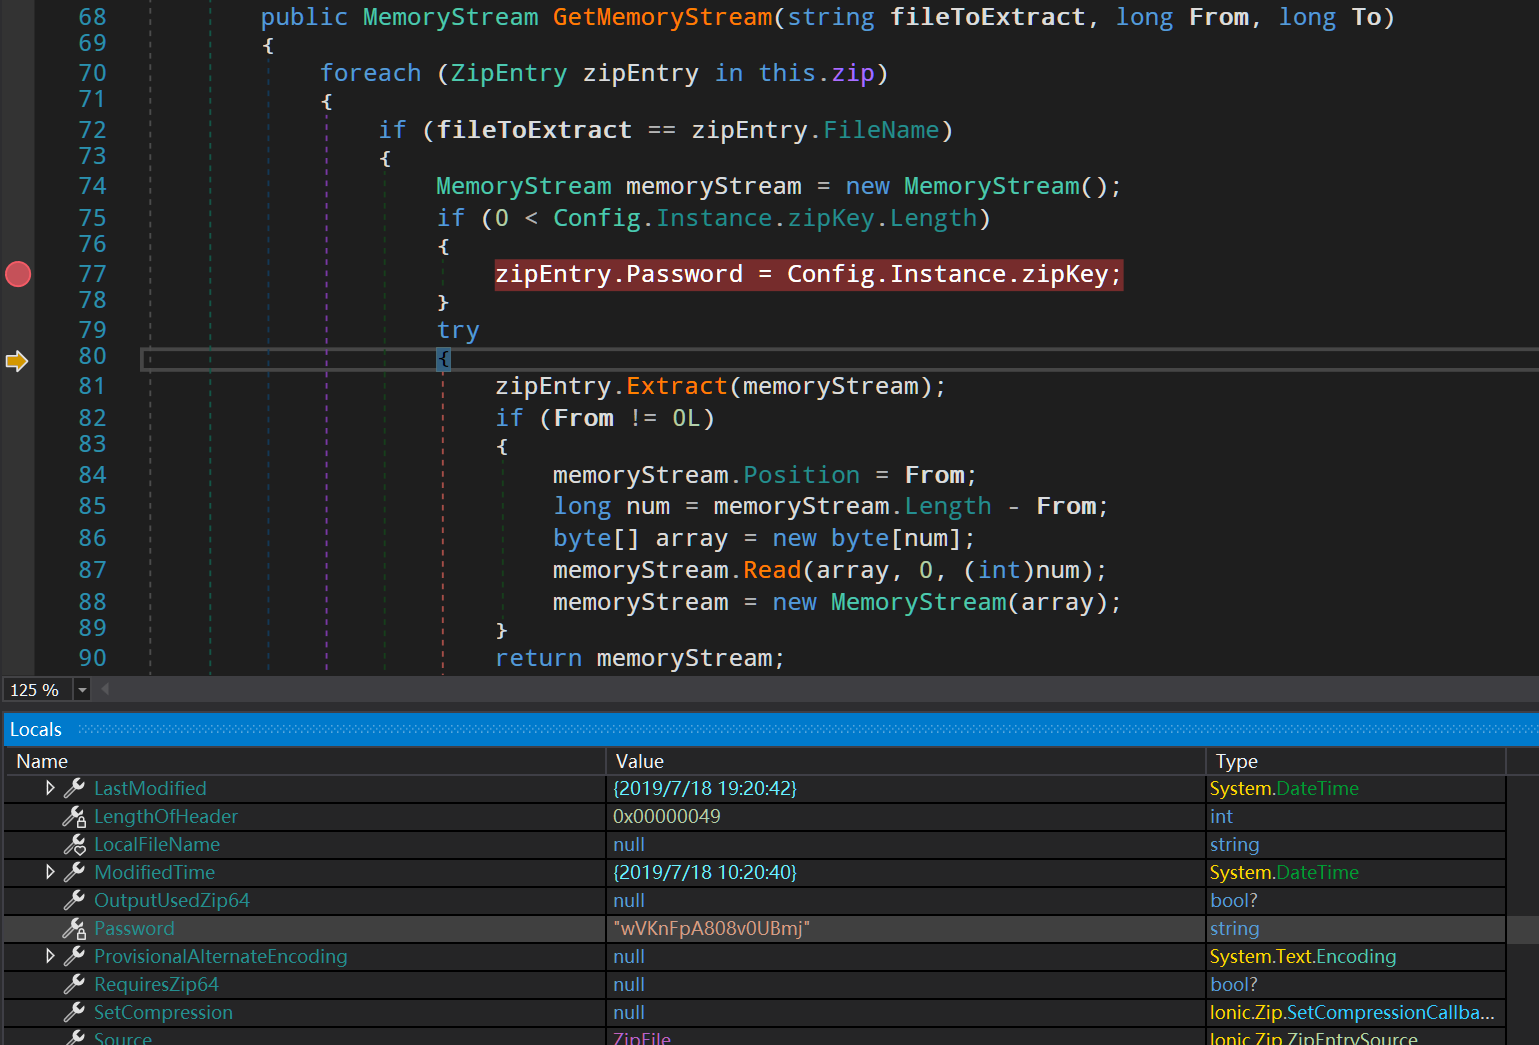 68 public MemoryStream GetMemoryStream(string fileToExtract, long From, long To)
69 {
70 foreach (ZipEntry zipEntry in this.zip)
71 {
72 if (fileToExtract == zipEntry.FileName)
73 {
74 MemoryStream memoryStream = new MemoryStream();
75 if (0 < Config.Instance.zipKey.Length)
76 {
77 zipEntry.Password = Config.Instance.zipKey;
78 }
79 try
80 {
81 zipEntry.Extract(memoryStream);
82 if (From != 0L)
83 {
84 memoryStream.Position = From;
85 long num = memoryStream.Length - From;
86 byte[] array = new byte[num];
87 memoryStream.Read(array, 0, (int)num);
88 memoryStream = new MemoryStream(array);
89 }
90 return memoryStream;
125 %
Locals
Name Value Type
LastModified {2019/7/18 19:20:42} System.DateTime
LengthOfHeader 0x00000049 int
LocalFileName null string
ModifiedTime {2019/7/18 10:20:40} System.DateTime
OutputUsedZip64 null bool?
Password "wVKnFpA808v0UBmj" string
ProvisionalAlternateEncoding null System.Text.Encoding
RequiresZip64 null bool?
SetCompression null Ionic.Zip.SetCompressionCallba...
Source ZipFile Ionic.Zip.ZipEntrySource